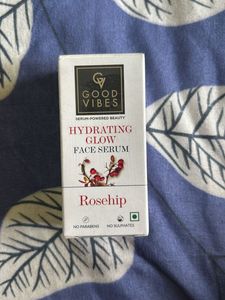 GV
GOOD
VIBES
SERUM-POWERED BEAUTY
HYDRATING
GLOW
FACE SERUM
Rosehip
NO PARABENS NO SULPHATES